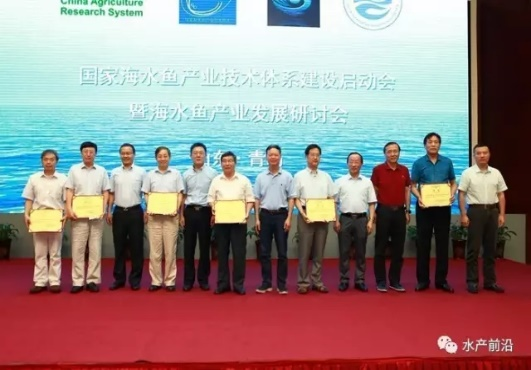 China Agriculture
Research System
国家海水鱼产业技术体系建设启动会
暨海水鱼产业发展研讨会
东·青
水产前沿